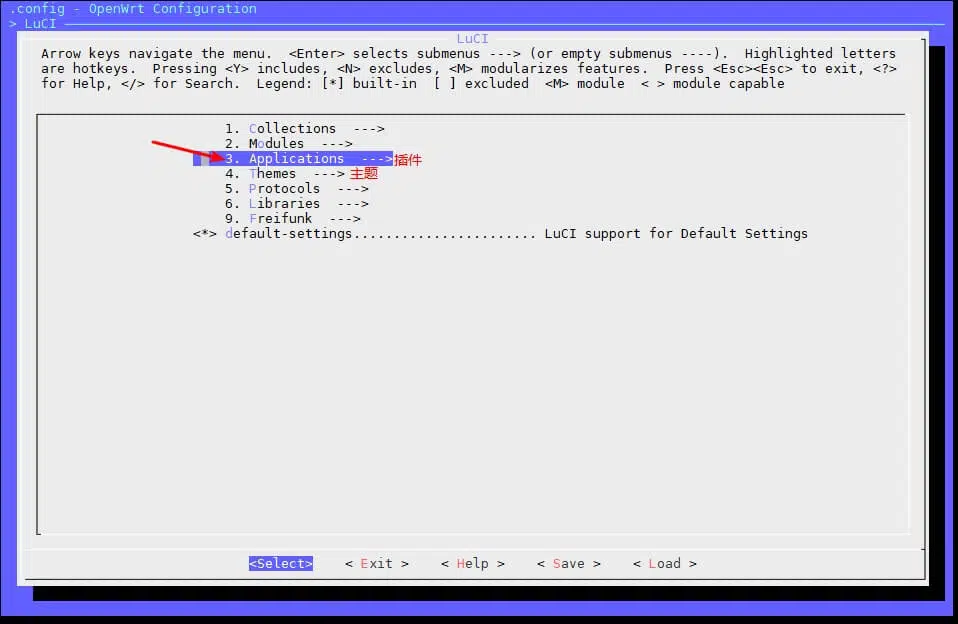 .config - OpenWrt Configuration
> LuCI
LuCI
Arrow keys navigate the menu.  <Enter> selects submenus ---> (or empty submenus ----).  Highlighted letters
are hotkeys.  Pressing <Y> includes, <N> excludes, <M> modularizes features.  Press <Esc><Esc> to exit, <?>
for Help, </> for Search.  Legend: [*] built-in  [ ] excluded  <M> module  < > module capable
1. Collections  --->
2. Modules  --->
3. Applications  --->插件
4. Themes  ---> 主题
5. Protocols  --->
6. Libraries  --->
9. Freifunk  --->
<*> default-settings....................... LuCI support for Default Settings
<Select>    < Exit >    < Help >    < Save >    < Load >